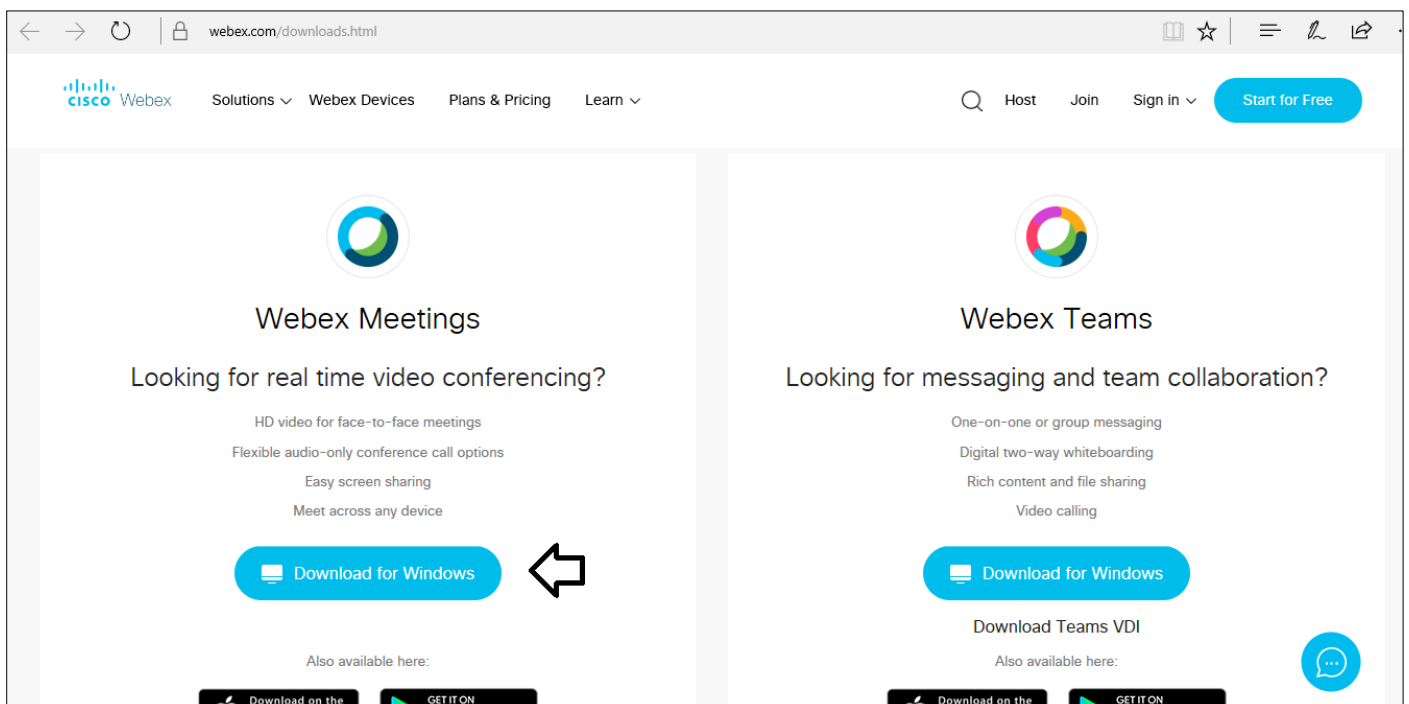 webex.com/downloads.html
CISCO Webex Solutions Webex Devices Plans & Pricing Learn Host Join Sign in Start for Free
Webex Meetings
Looking for real time video conferencing?
HD video for face-to-face meetings
Flexible audio-only conference call options
Easy screen sharing
Meet across any device
Download for Windows
Also available here:
Download on the
GET IT ON
Webex Teams
Looking for messaging and team collaboration?
One-on-one or group messaging
Digital two-way whiteboarding
Rich content and file sharing
Video calling
Download for Windows
Download Teams VDI
Also available here:
Download on the
GET IT ON